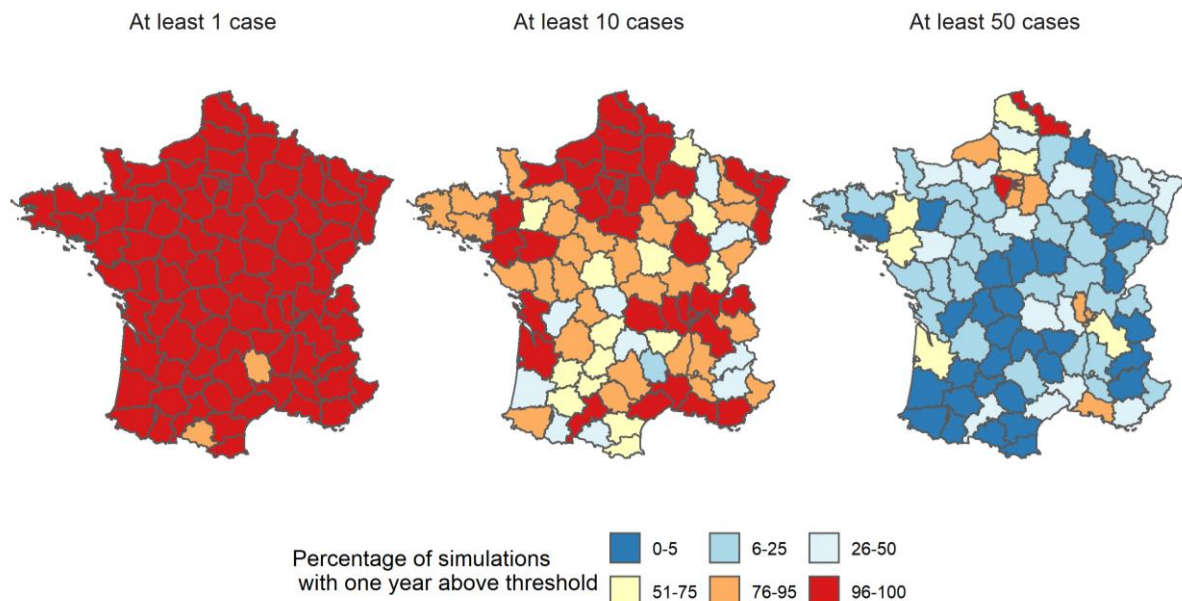 At least 1 case
At least 10 cases
At least 50 cases
Percentage of simulations
with one year above threshold
0-5
6-25
26-50
51-75
76-95
96-100